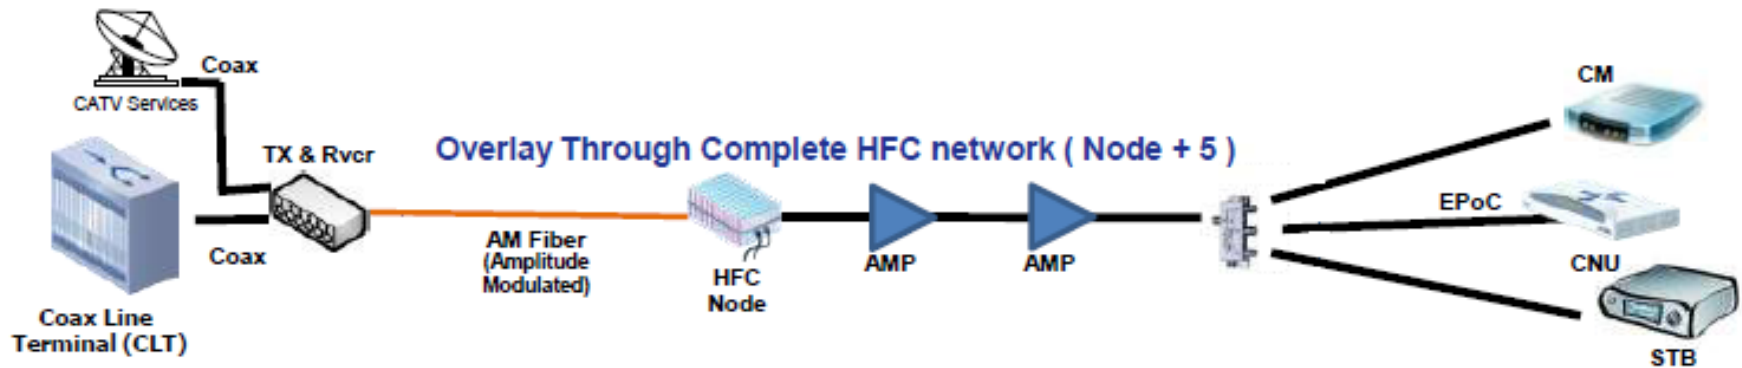 Coax
CATV Services
TX & Rvcr
Coax
Coax Line
Terminal (CLT)
Overlay Through Complete HFC network ( Node + 5 )
AM Fiber
(Amplitude
Modulated)
HFC
Node
AMP
AMP
CM
EPoC
CNU
STB